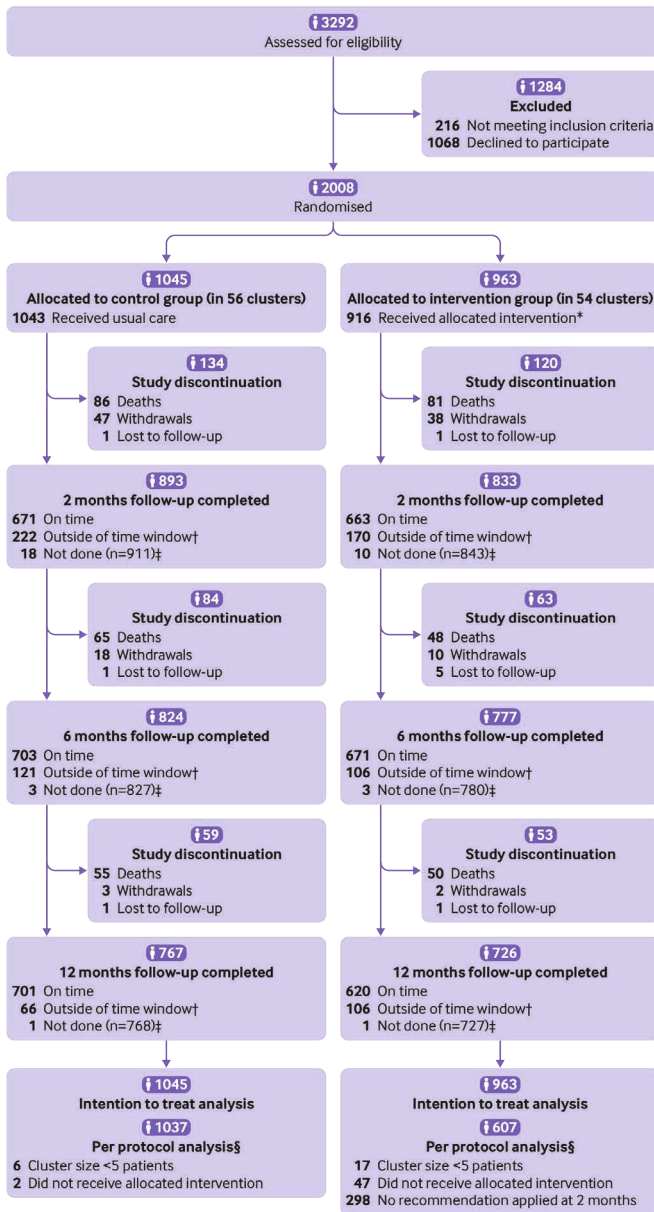 3292
Assessed for eligibility
1284
Excluded
216 Not meeting inclusion criteria
1068 Declined to participate
2008
Randomised
1045
Allocated to control group (in 56 clusters)
1043 Received usual care
963
Allocated to intervention group (in 54 clusters)
916 Received allocated intervention*
134
Study discontinuation
86 Deaths
47 Withdrawals
1 Lost to follow-up
120
Study discontinuation
81 Deaths
38 Withdrawals
1 Lost to follow-up
893
2 months follow-up completed
671 On time
222 Outside of time window†
18 Not done (n=911)‡
833
2 months follow-up completed
663 On time
170 Outside of time window†
10 Not done (n=843)‡
84
Study discontinuation
65 Deaths
18 Withdrawals
1 Lost to follow-up
63
Study discontinuation
48 Deaths
10 Withdrawals
5 Lost to follow-up
824
6 months follow-up completed
703 On time
121 Outside of time window†
3 Not done (n=827)‡
777
6 months follow-up completed
671 On time
106 Outside of time window†
3 Not done (n=780)‡
59
Study discontinuation
55 Deaths
3 Withdrawals
1 Lost to follow-up
53
Study discontinuation
50 Deaths
2 Withdrawals
1 Lost to follow-up
767
12 months follow-up completed
701 On time
66 Outside of time window†
1 Not done (n=768)‡
726
12 months follow-up completed
620 On time
106 Outside of time window†
1 Not done (n=727)‡
1045
Intention to treat analysis
1037
Per protocol analysis§
6 Cluster size <5 patients
2 Did not receive allocated intervention
963
Intention to treat analysis
607
Per protocol analysis§
17 Cluster size <5 patients
47 Did not receive allocated intervention
298 No recommendation applied at 2 months